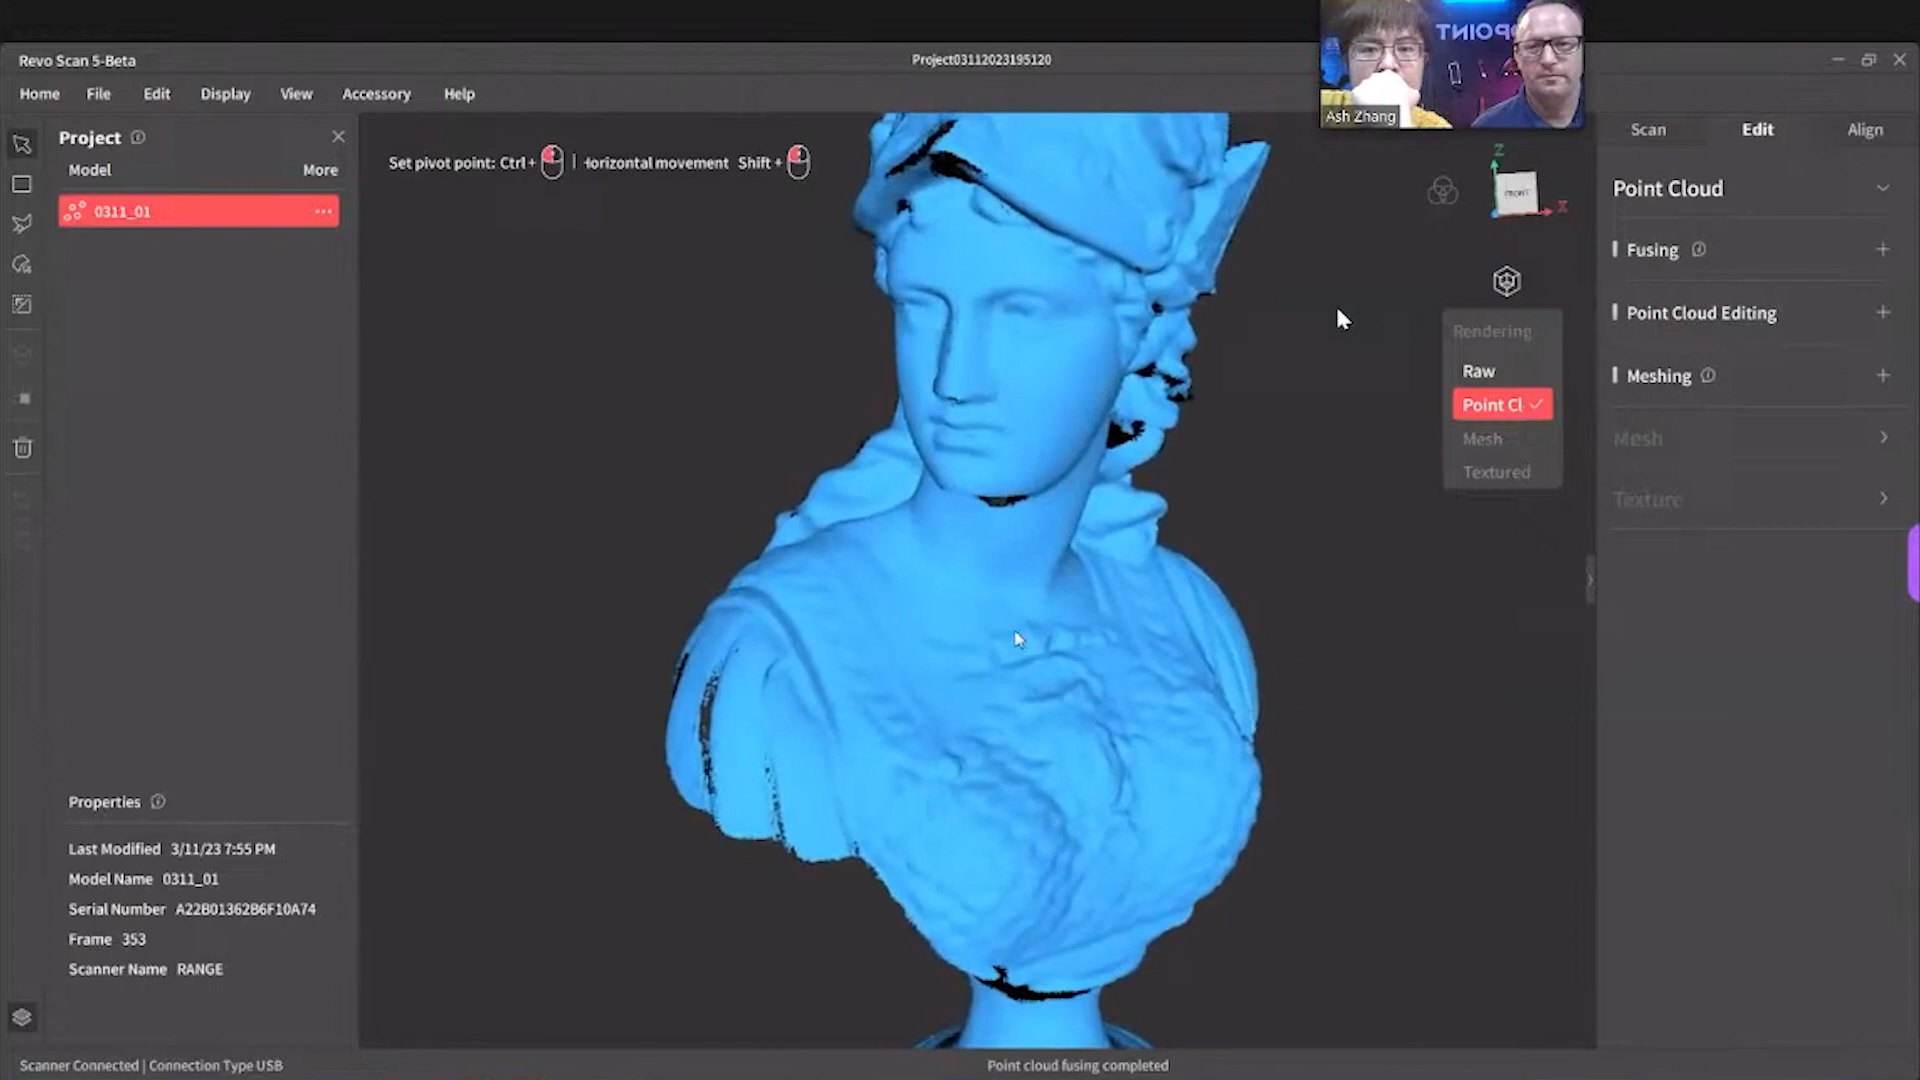 Revo Scan 5-Beta
Project03112023195120
TИIOP
Ash Zhang
Home File Edit Display View Accessory Help
Project
Model More
0311_01
Set pivot point: Ctrl + | Horizontal movement Shift +
Z
FRONT
X
Rendering
Raw
Point Cl
Mesh
Textured
Scan Edit Align
Point Cloud
Fusing
Point Cloud Editing
Meshing
Mesh
Texture
Properties
Last Modified 3/11/23 7:55 PM
Model Name 0311_01
Serial Number A22B01362B6F10A74
Frame 353
Scanner Name RANGE
Scanner Connected | Connection Type USB
Point cloud fusing completed